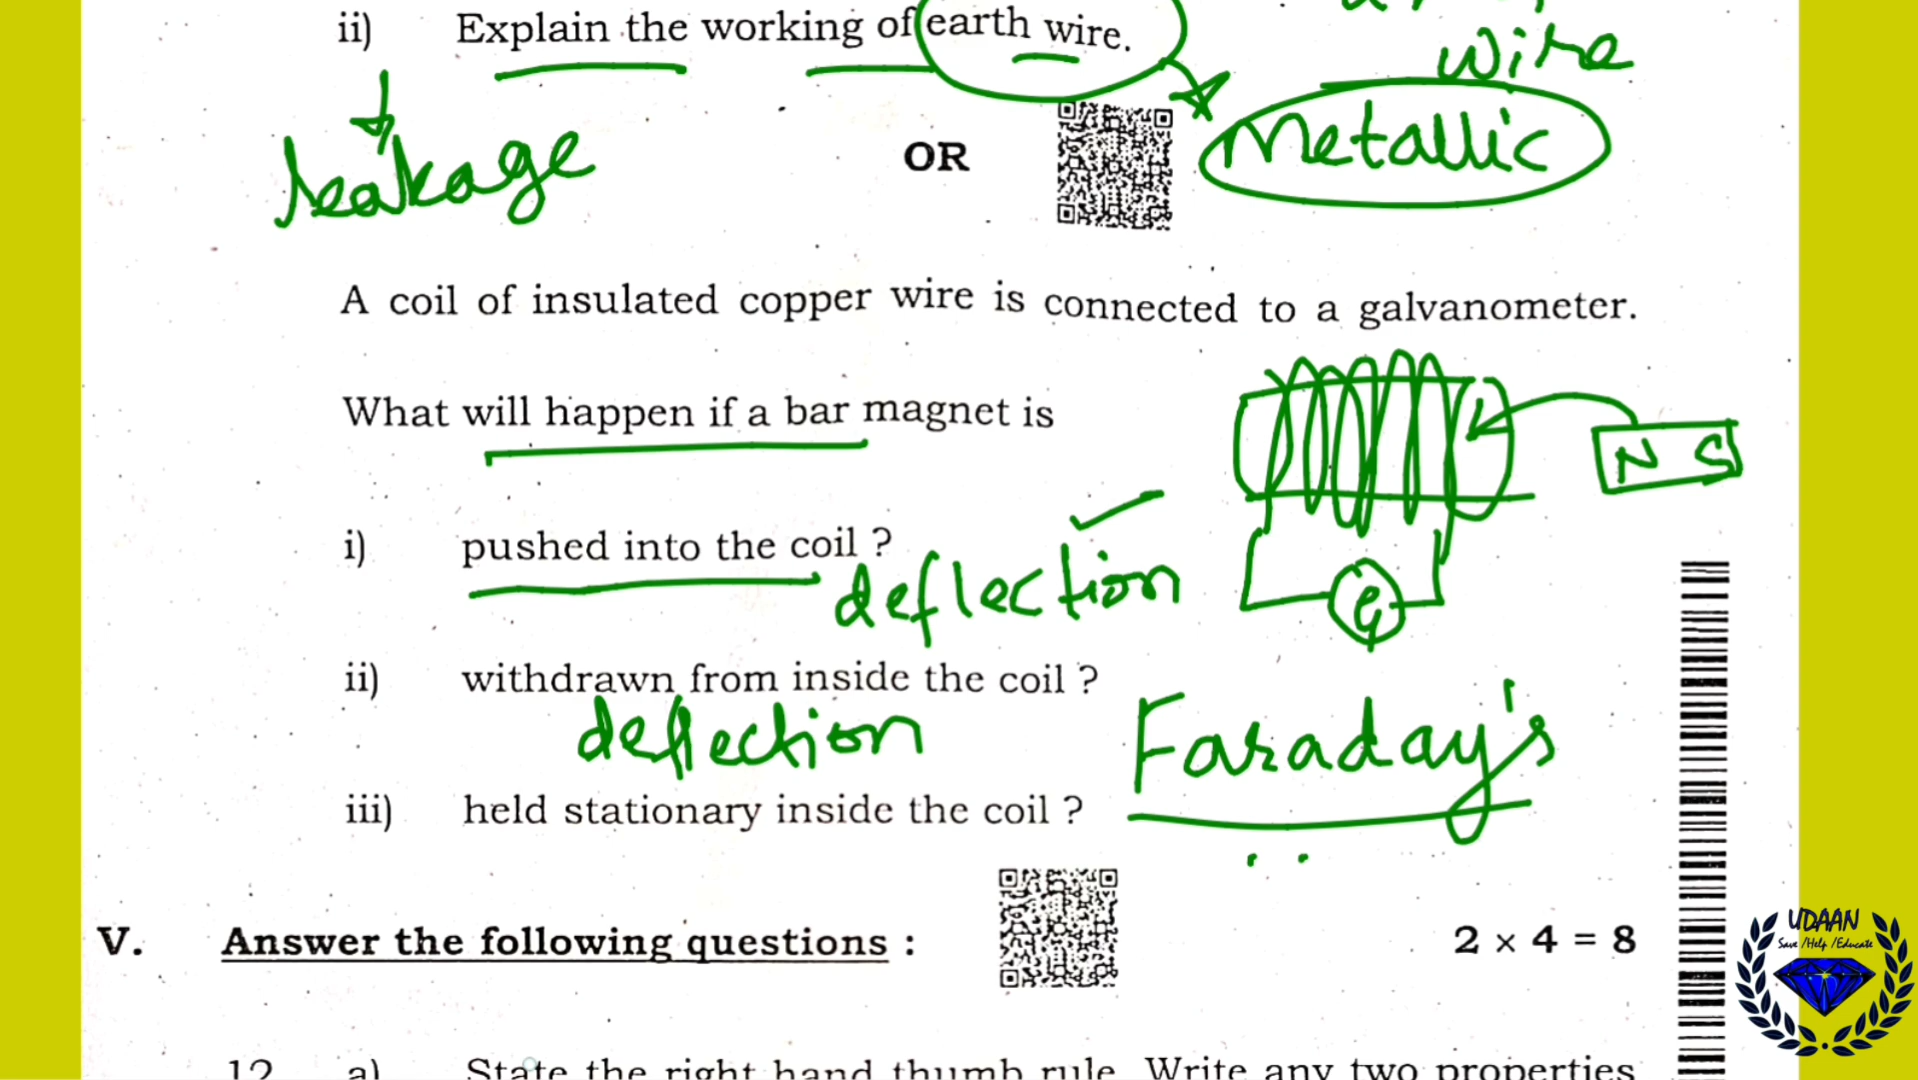 ii) Explain the working of earth wire.
wire
Metallic
leakage
OR
A coil of insulated copper wire is connected to a galvanometer.
What will happen if a bar magnet is
N S
i) pushed into the coil ?
deflection
G
ii) withdrawn from inside the coil ?
deflection
Faraday's
iii) held stationary inside the coil ?
V. Answer the following questions : 2 × 4 = 8
UDAAN
Save /Help /Educate
12 a) State the right hand thumb rule. Write any two properties